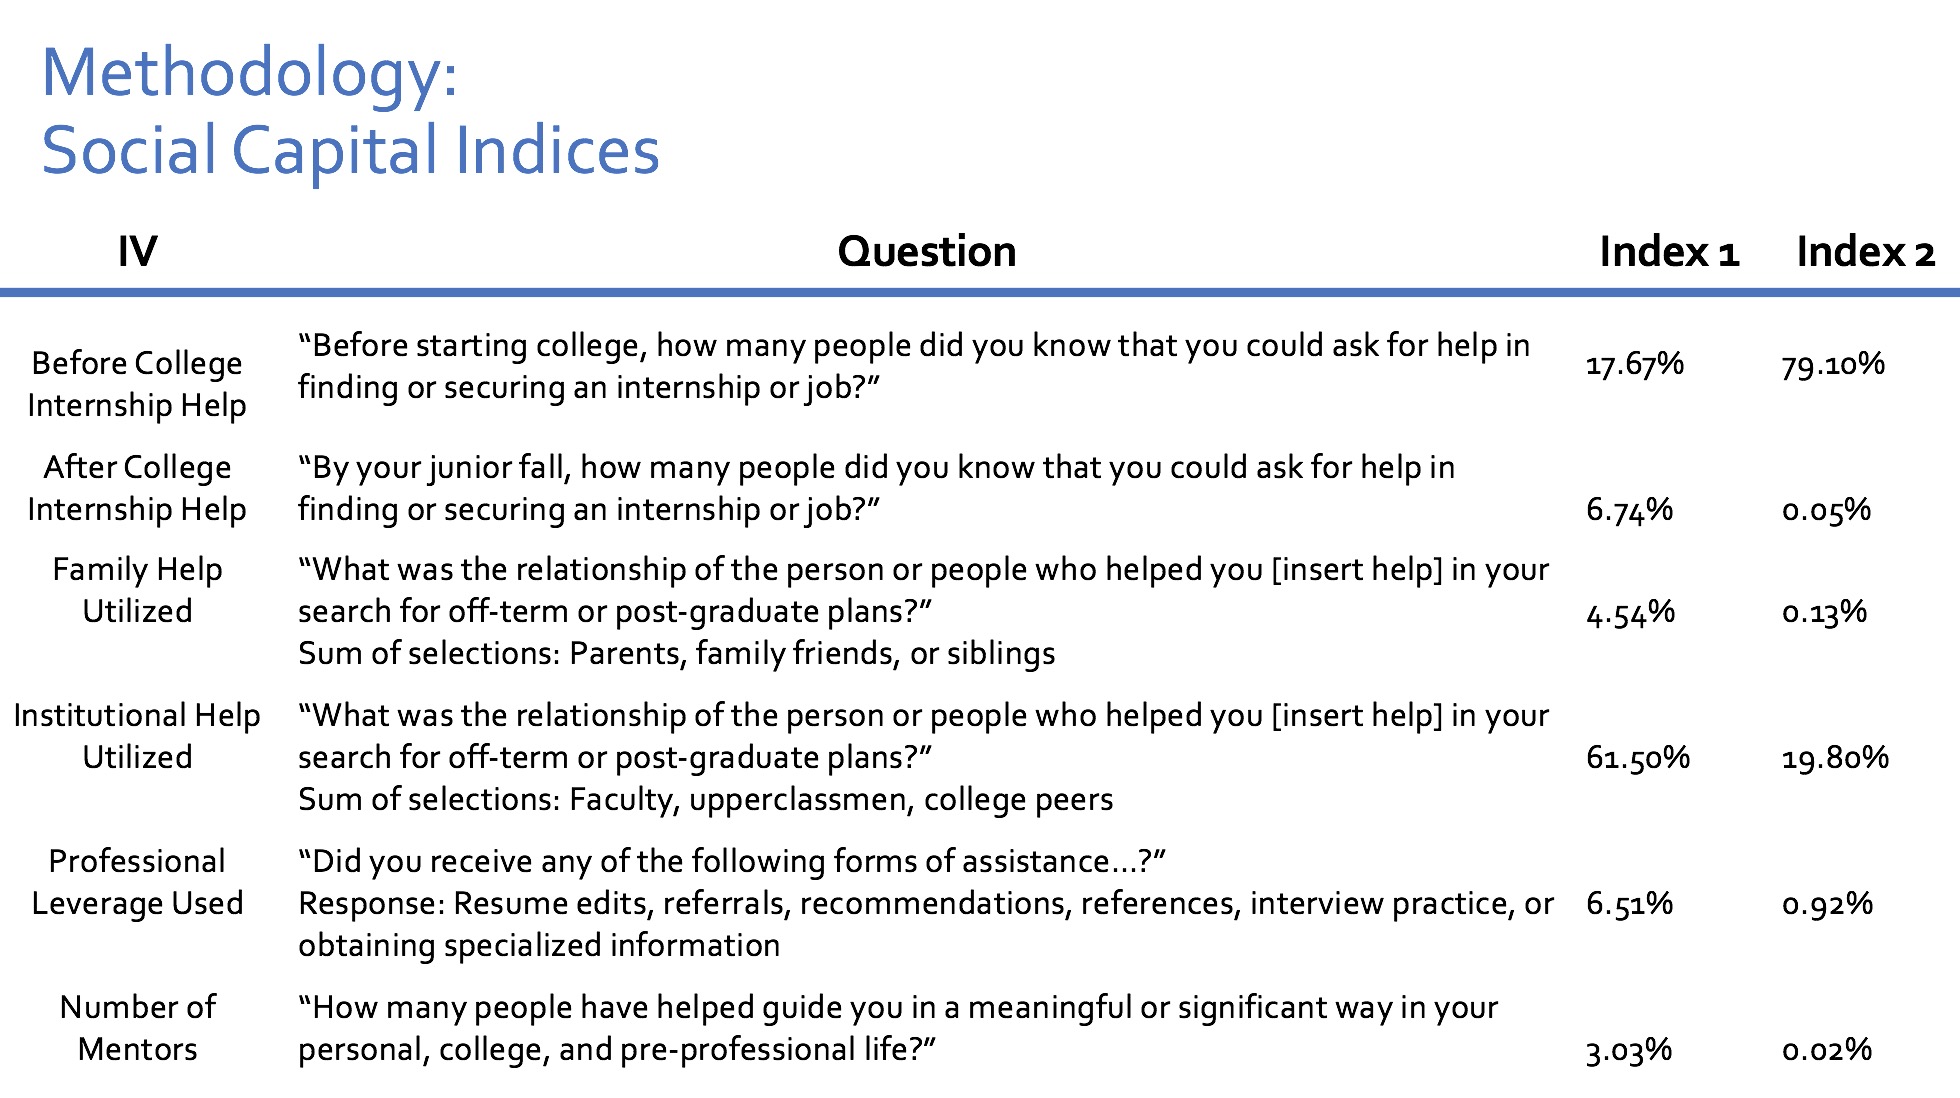 Methodology:
Social Capital Indices
IV Question Index 1 Index 2
Before College
Internship Help
“Before starting college, how many people did you know that you could ask for help in
finding or securing an internship or job?”
17.67% 79.10%
After College
Internship Help
“By your junior fall, how many people did you know that you could ask for help in
finding or securing an internship or job?”
6.74% 0.05%
Family Help
Utilized
“What was the relationship of the person or people who helped you [insert help] in your
search for off-term or post-graduate plans?”
Sum of selections: Parents, family friends, or siblings
4.54% 0.13%
Institutional Help
Utilized
“What was the relationship of the person or people who helped you [insert help] in your
search for off-term or post-graduate plans?”
Sum of selections: Faculty, upperclassmen, college peers
61.50% 19.80%
Professional
Leverage Used
“Did you receive any of the following forms of assistance...?”
Response: Resume edits, referrals, recommendations, references, interview practice, or
obtaining specialized information
6.51% 0.92%
Number of
Mentors
“How many people have helped guide you in a meaningful or significant way in your
personal, college, and pre-professional life?”
3.03% 0.02%